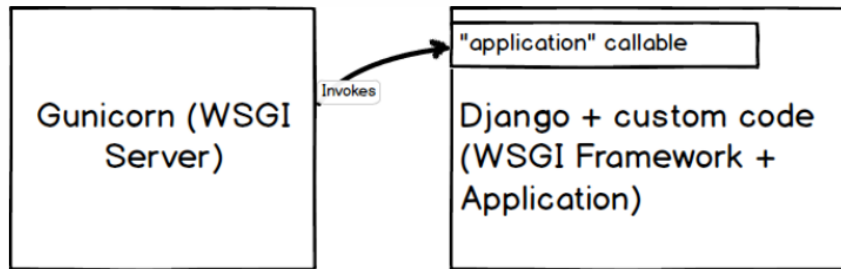 Gunicorn (WSGI
Server)
Invokes
"application" callable
Django + custom code
(WSGI Framework +
Application)